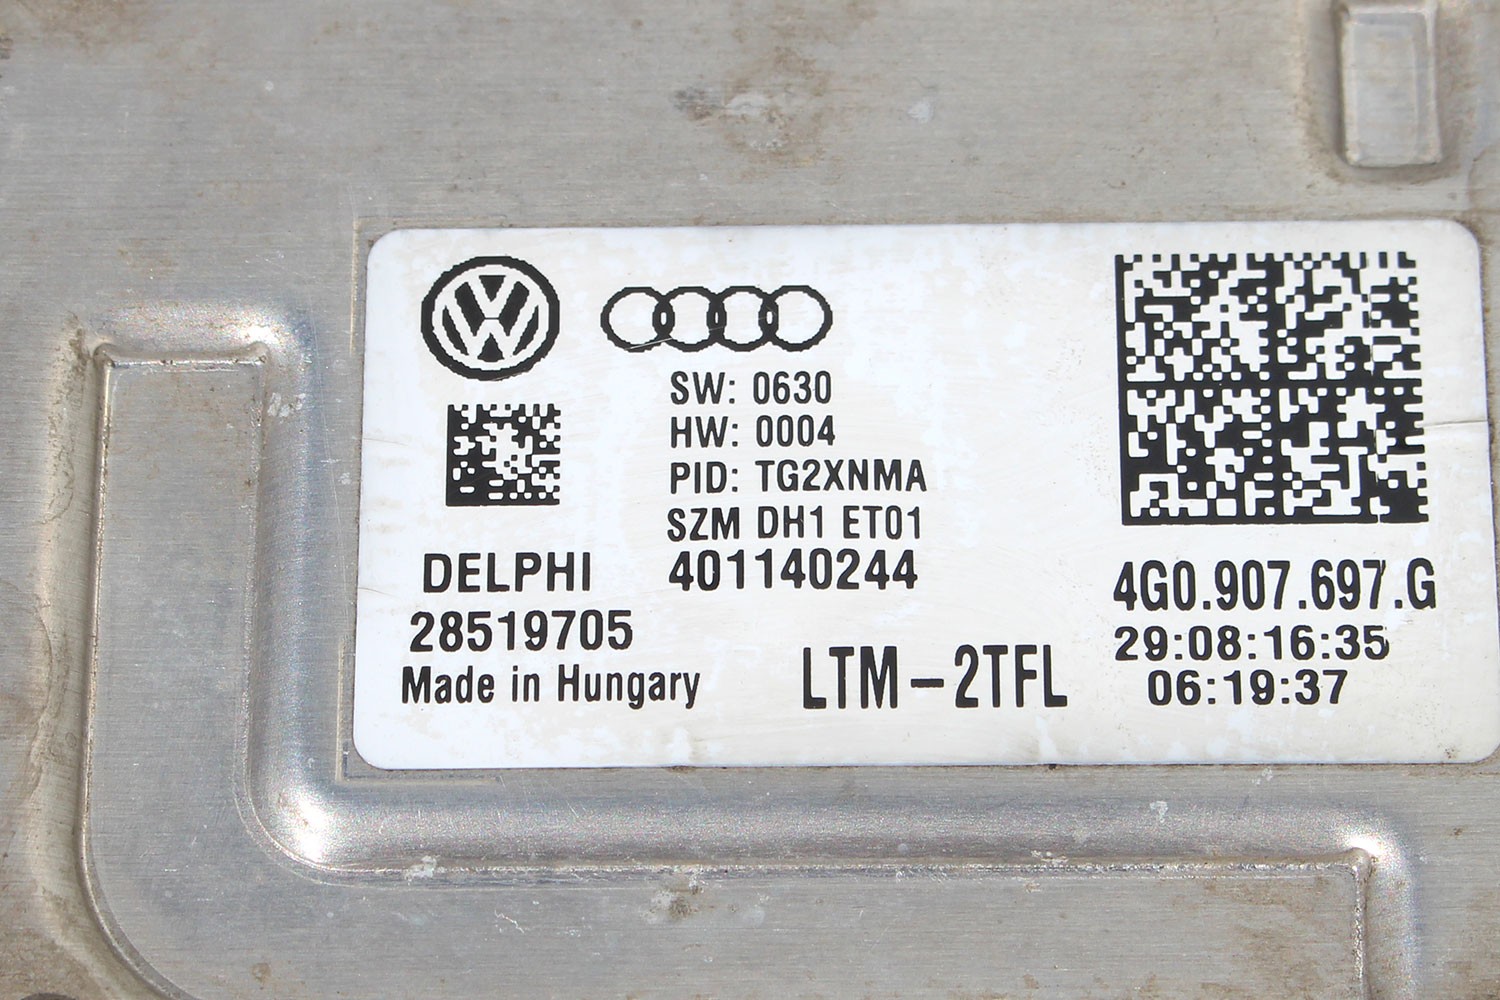 SW: 0630
HW: 0004
PID: TG2XNMA
SZM DH1 ET01
401140244
DELPHI
28519705
Made in Hungary
LTM-2TFL
4G0.907.697.G
29:08:16:35
06:19:37